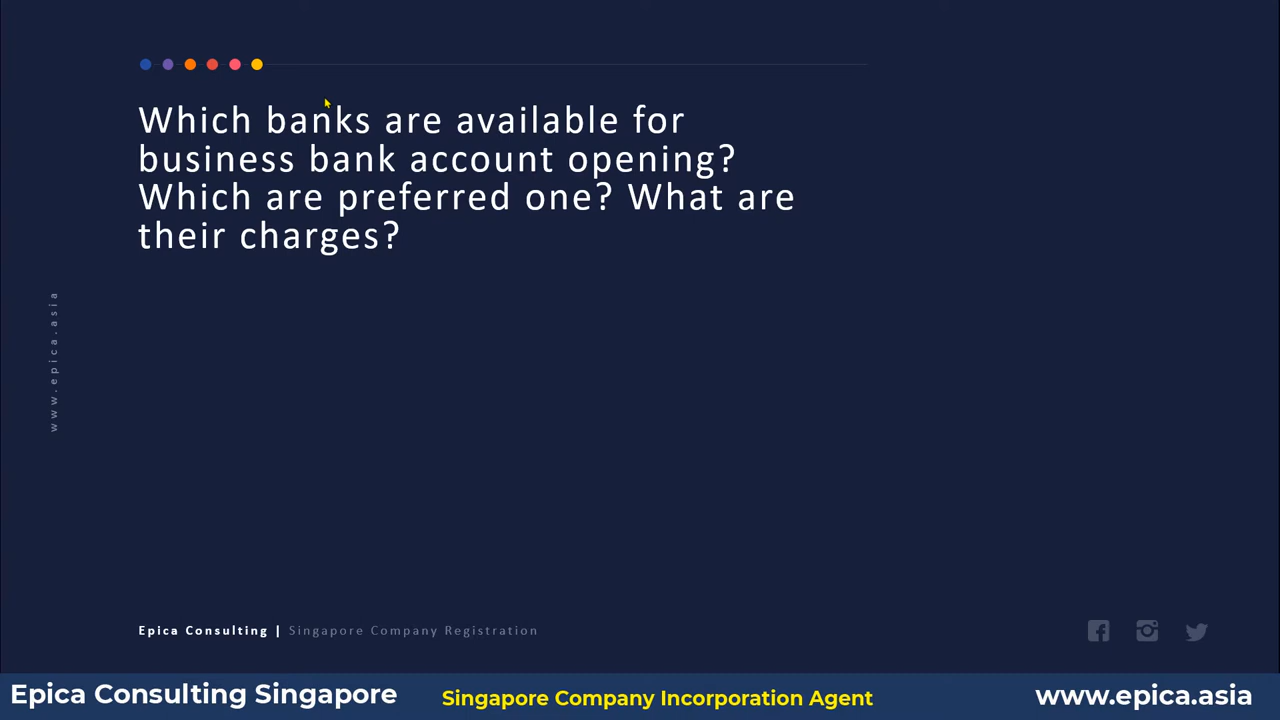 Which banks are available for
business bank account opening?
Which are preferred one? What are
their charges?
www.epica.asia
Epica Consulting | Singapore Company Registration
Epica Consulting Singapore
Singapore Company Incorporation Agent
www.epica.asia